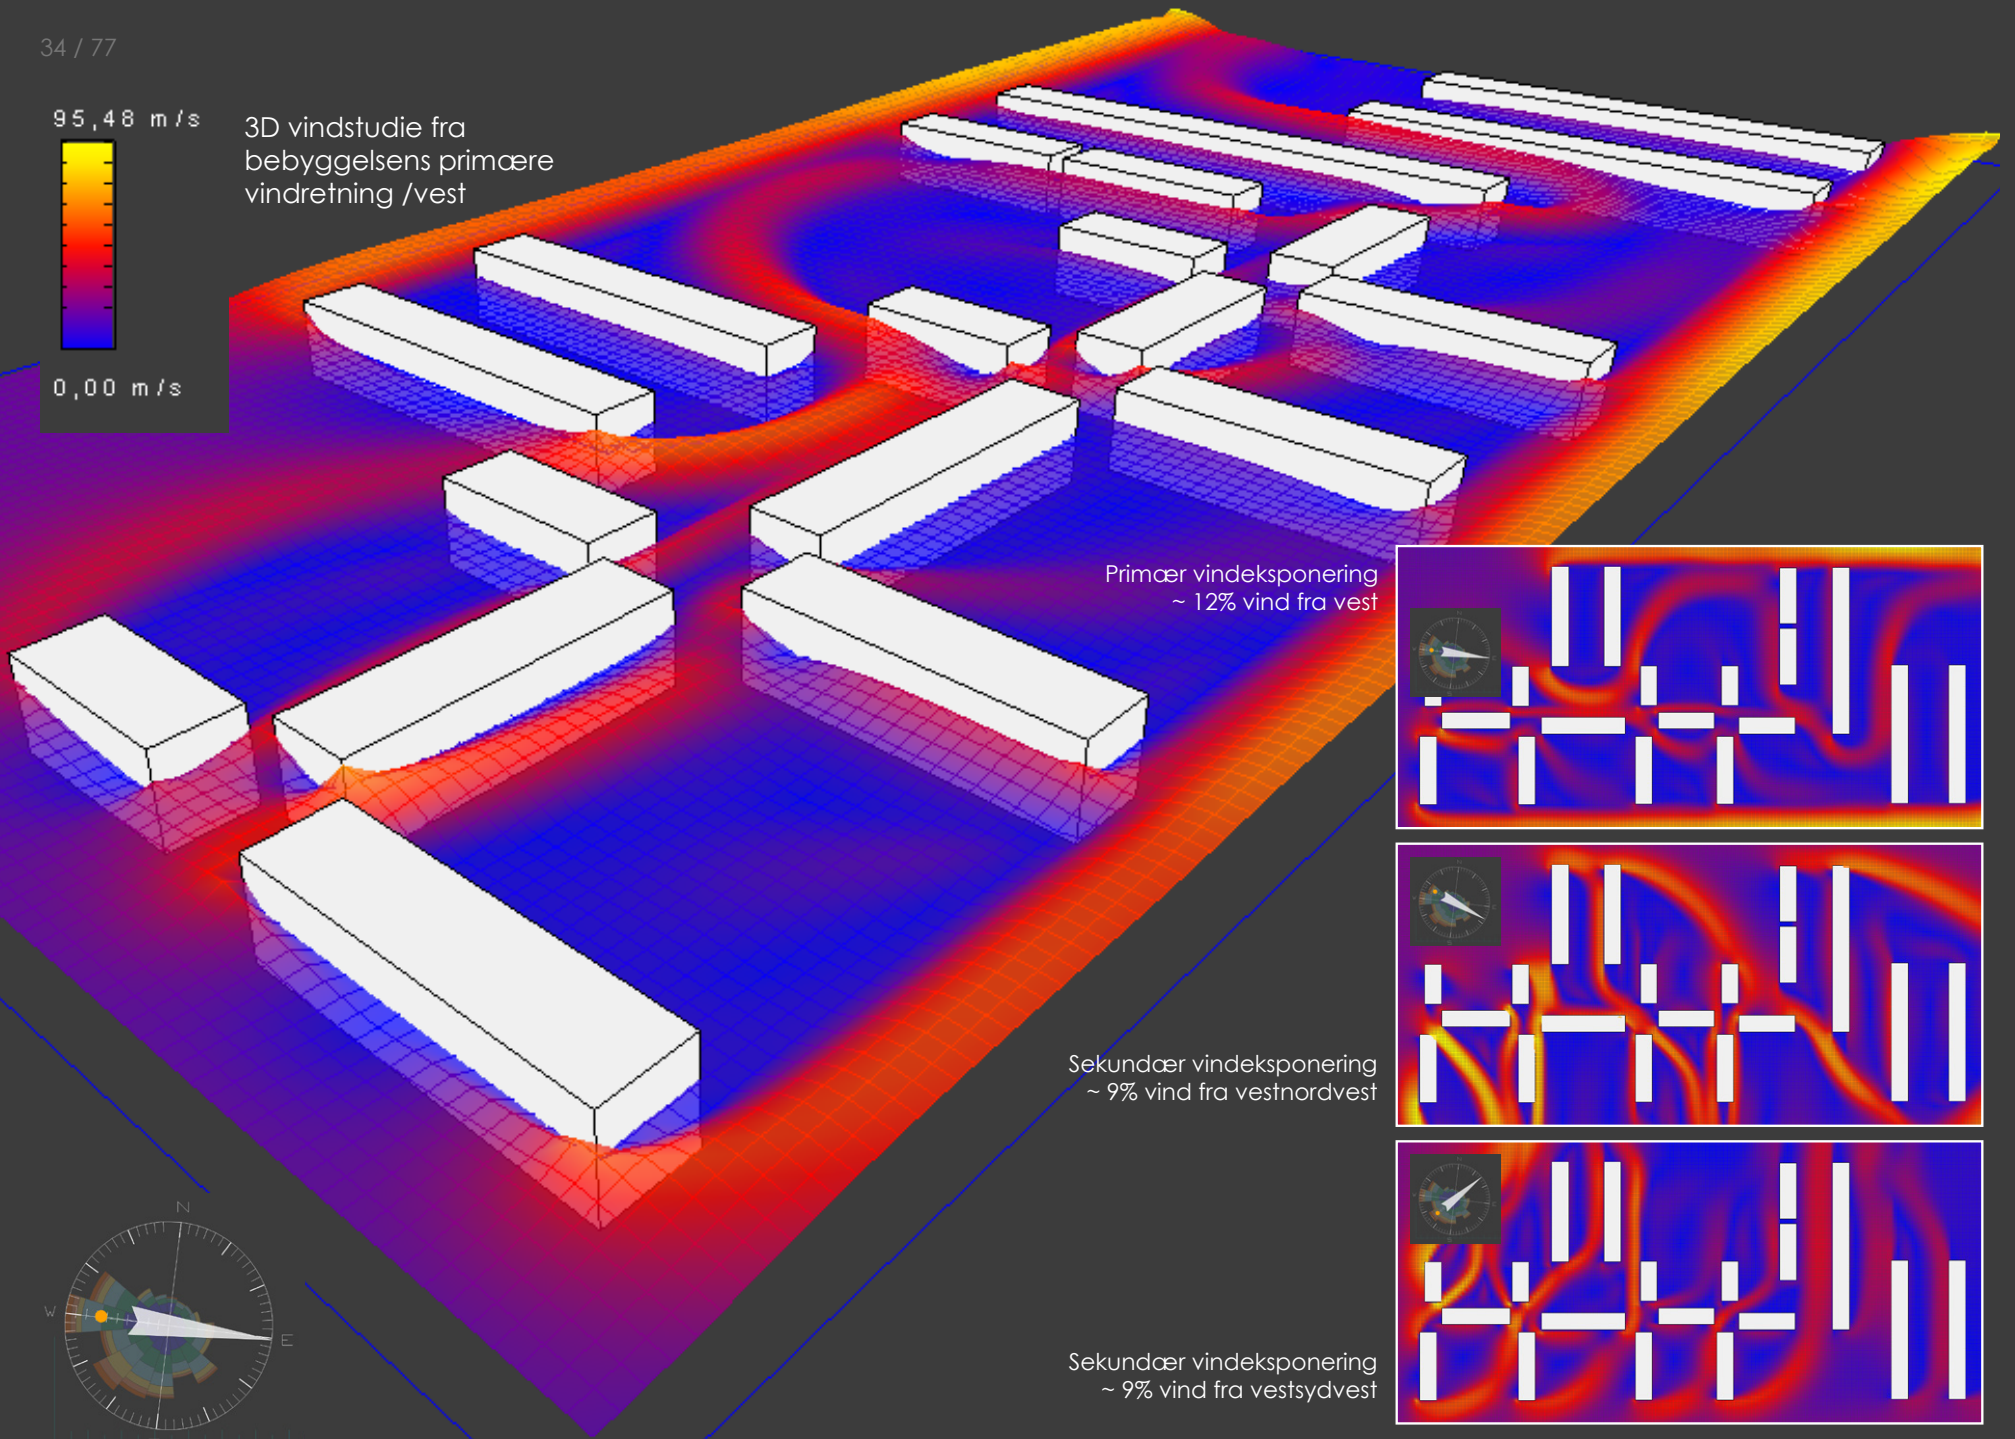 34 / 77
95,48 m/s
0,00 m/s
3D vindstudie fra
bebyggelsens primære
vindretning /vest
Primær vindeksponering
~ 12% vind fra vest
Sekundær vindeksponering
~ 9% vind fra vestnordvest
Sekundær vindeksponering
~ 9% vind fra vestsydvest
N
W
E